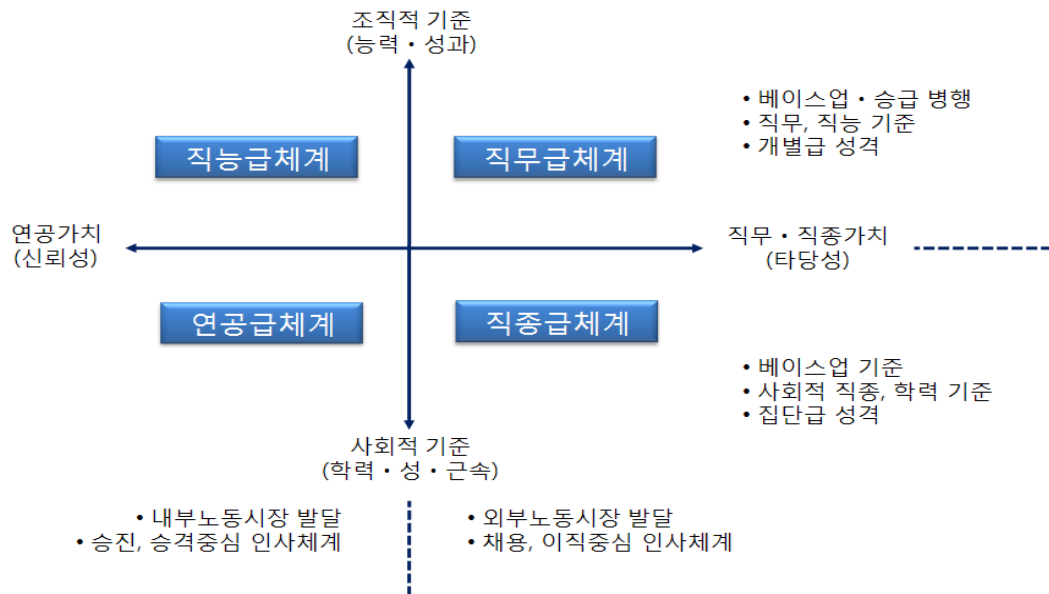 조직적 기준
(능력・성과)
• 베이스업・승급 병행
• 직무, 직능 기준
• 개별급 성격
직능급체계
직무급체계
연공가치
(신뢰성)
직무・직종가치
(타당성)
연공급체계
직종급체계
• 베이스업 기준
• 사회적 직종, 학력 기준
• 집단급 성격
사회적 기준
(학력・성・근속)
• 내부노동시장 발달
• 승진, 승격중심 인사체계
• 외부노동시장 발달
• 채용, 이직중심 인사체계